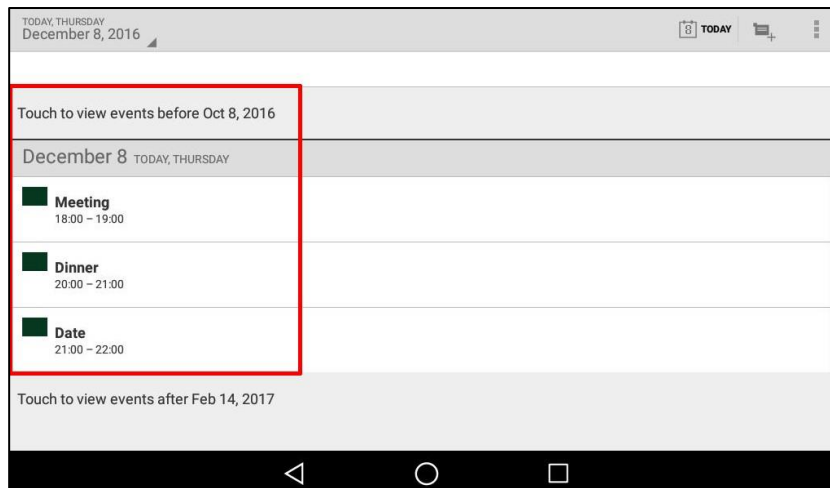 TODAY, THURSDAY
December 8, 2016
8 TODAY
Touch to view events before Oct 8, 2016
December 8 TODAY, THURSDAY
Meeting
18:00 – 19:00
Dinner
20:00 – 21:00
Date
21:00 – 22:00
Touch to view events after Feb 14, 2017